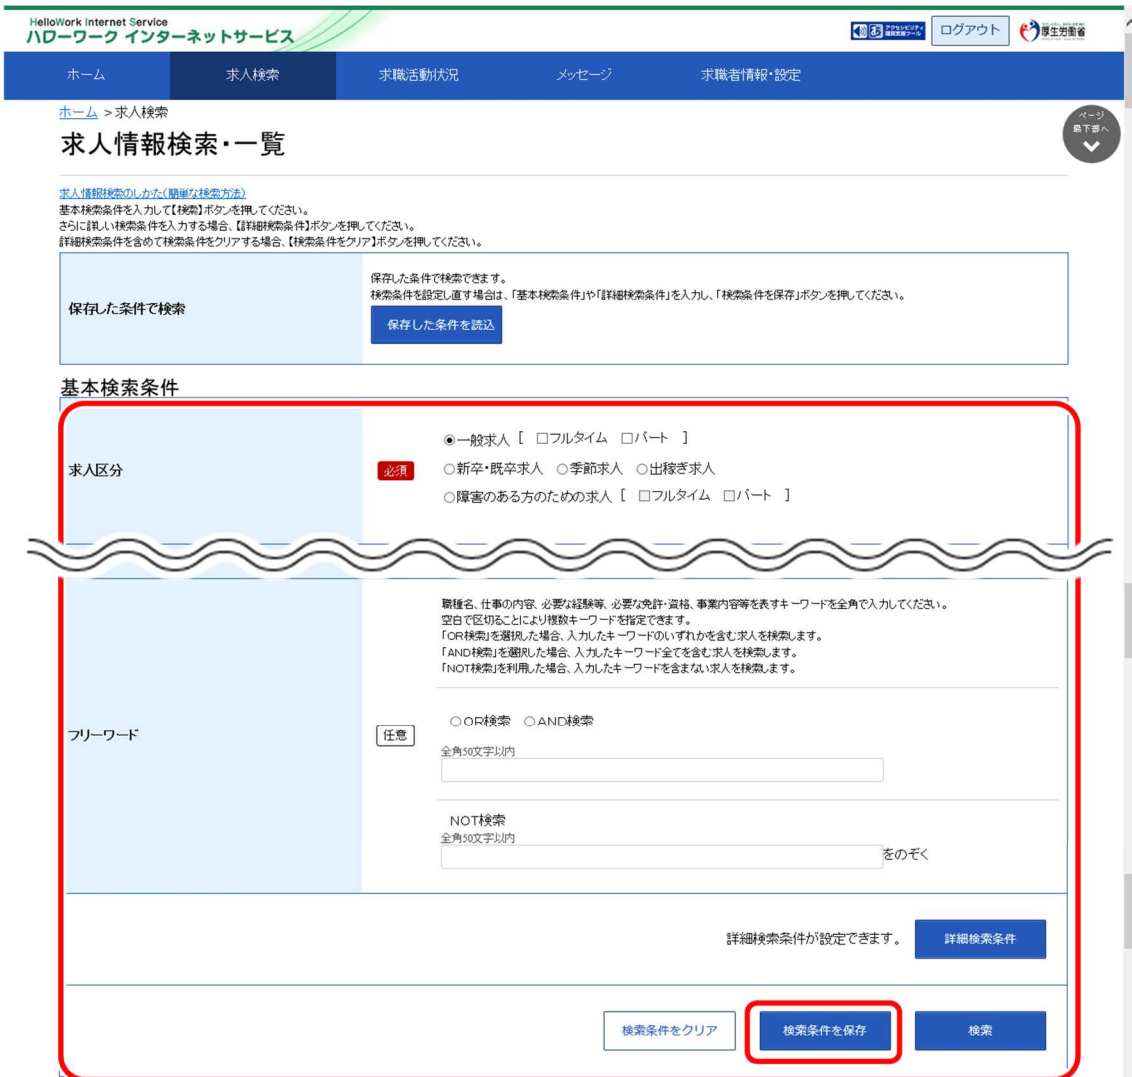 HelloWork Internet Service
ハローワーク インターネットサービス
アクセシビリティ
閲覧支援ツール
ログアウト
厚生労働省
ホーム
求人検索
求職活動状況
メッセージ
求職者情報・設定
ホーム >求人検索
ページ
最下部へ
求人情報検索・一覧
求人情報検索のしかた(簡単な検索方法)
基本検索条件を入力して【検索】ボタンを押してください。
さらに詳しい検索条件を入力する場合、【詳細検索条件】ボタンを押してください。
詳細検索条件を含めて検索条件をクリアする場合、【検索条件をクリア】ボタンを押してください。
保存した条件で検索
保存した条件で検索できます。
検索条件を設定し直す場合は、「基本検索条件」や「詳細検索条件」を入力し、「検索条件を保存」ボタンを押してください。
保存した条件を読込
基本検索条件
求人区分
必須
一般求人 [ フルタイム パート ]
新卒・既卒求人 季節求人 出稼ぎ求人
障害のある方のための求人 [ フルタイム パート ]
フリーワード
任意
職種名、仕事の内容、必要な経験等、必要な免許・資格、事業内容等を表すキーワードを全角で入力してください。
空白で区切ることにより複数キーワードを指定できます。
「OR検索」を選択した場合、入力したキーワードのいずれかを含む求人を検索します。
「AND検索」を選択した場合、入力したキーワード全てを含む求人を検索します。
「NOT検索」を利用した場合、入力したキーワードを含まない求人を検索します。
OR検索 AND検索
全角50文字以内
NOT検索
全角50文字以内
をのぞく
詳細検索条件が設定できます。
詳細検索条件
検索条件をクリア
検索条件を保存
検索